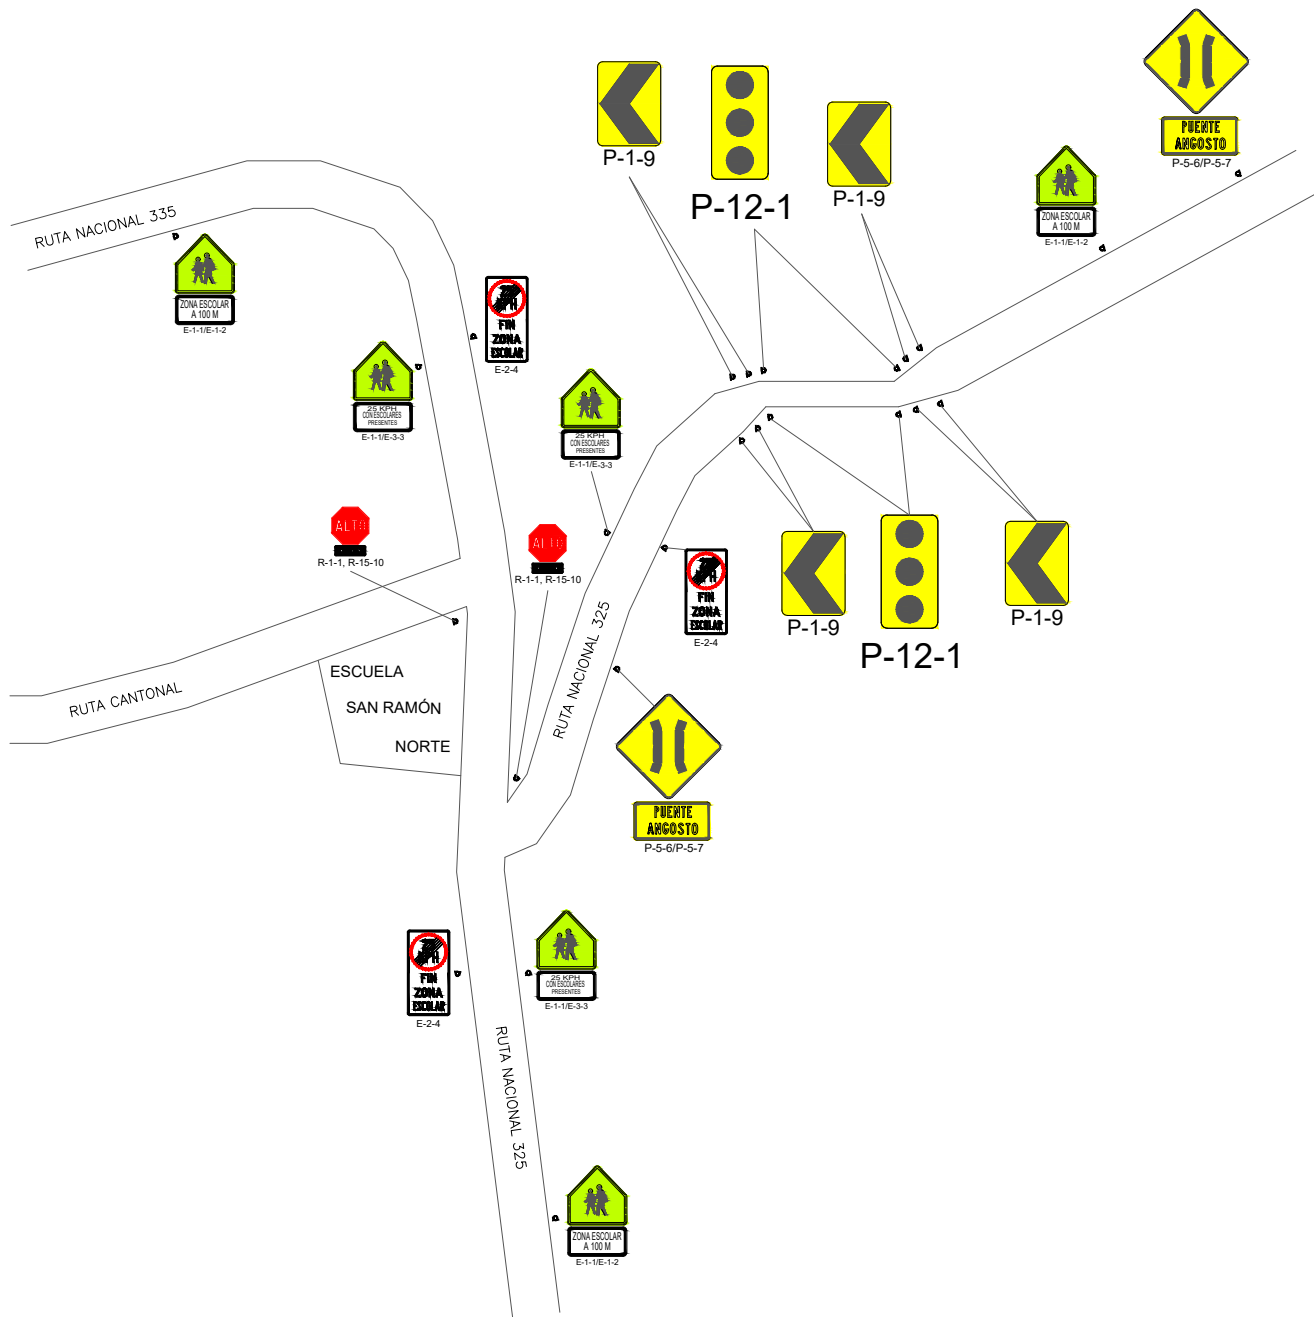 PUENTE
ANGOSTO
P-5-6/P-5-7
P-1-9
P-12-1
P-1-9
ZONA ESCOLAR
A 100 M
E-1-1/E-1-2
RUTA NACIONAL 335
ZONA ESCOLAR
A 100 M
E-1-1/E-1-2
FIN
ZONA
ESCOLAR
E-2-4
25 KPH
CON ESCOLARES
PRESENTES
E-1-1/E-3-3
25 KPH
CON ESCOLARES
PRESENTES
E-1-1/E-3-3
ALTO
R-1-1, R-15-10
ALTO
R-1-1, R-15-10
FIN
ZONA
ESCOLAR
E-2-4
P-1-9
P-12-1
P-1-9
RUTA NACIONAL 325
RUTA CANTONAL
ESCUELA
SAN RAMÓN
NORTE
PUENTE
ANGOSTO
P-5-6/P-5-7
FIN
ZONA
ESCOLAR
E-2-4
25 KPH
CON ESCOLARES
PRESENTES
E-1-1/E-3-3
RUTA NACIONAL 325
ZONA ESCOLAR
A 100 M
E-1-1/E-1-2